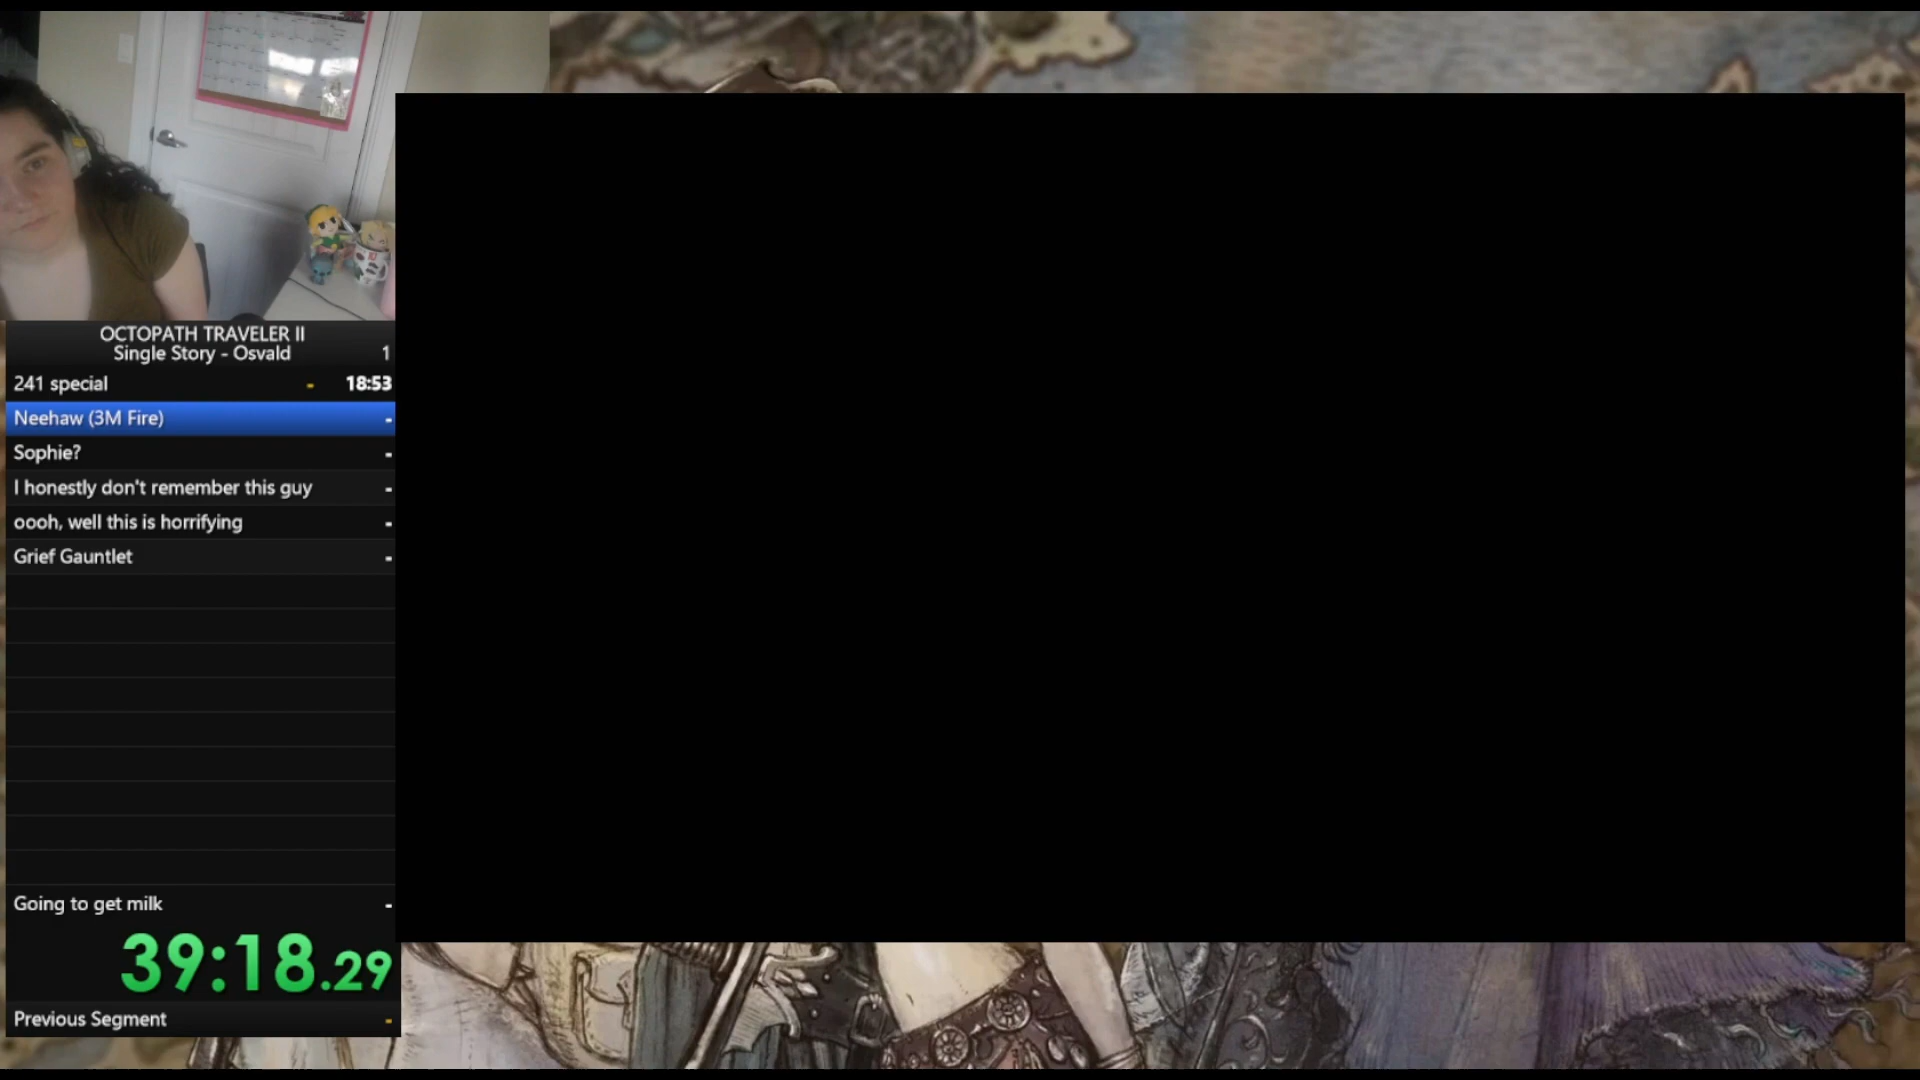 OCTOPATH TRAVELER II
Single Story - Osvald 1
241 special - 18:53
Neehaw (3M Fire) -
Sophie? -
I honestly don't remember this guy -
oooh, well this is horrifying -
Grief Gauntlet -
Going to get milk -
39:18.29
Previous Segment -